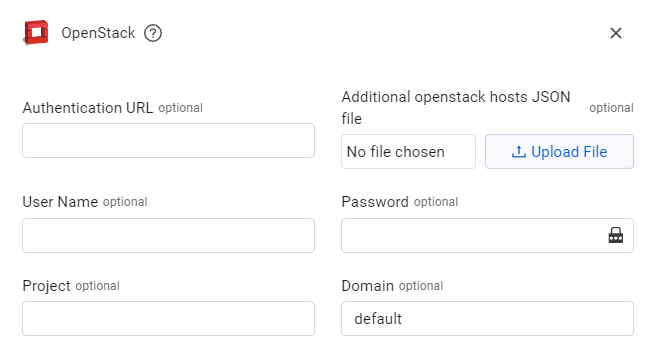 OpenStack ?
Authentication URL optional
Additional openstack hosts JSON
file
optional
No file chosen
Upload File
User Name optional
Password optional
Project optional
Domain optional
default